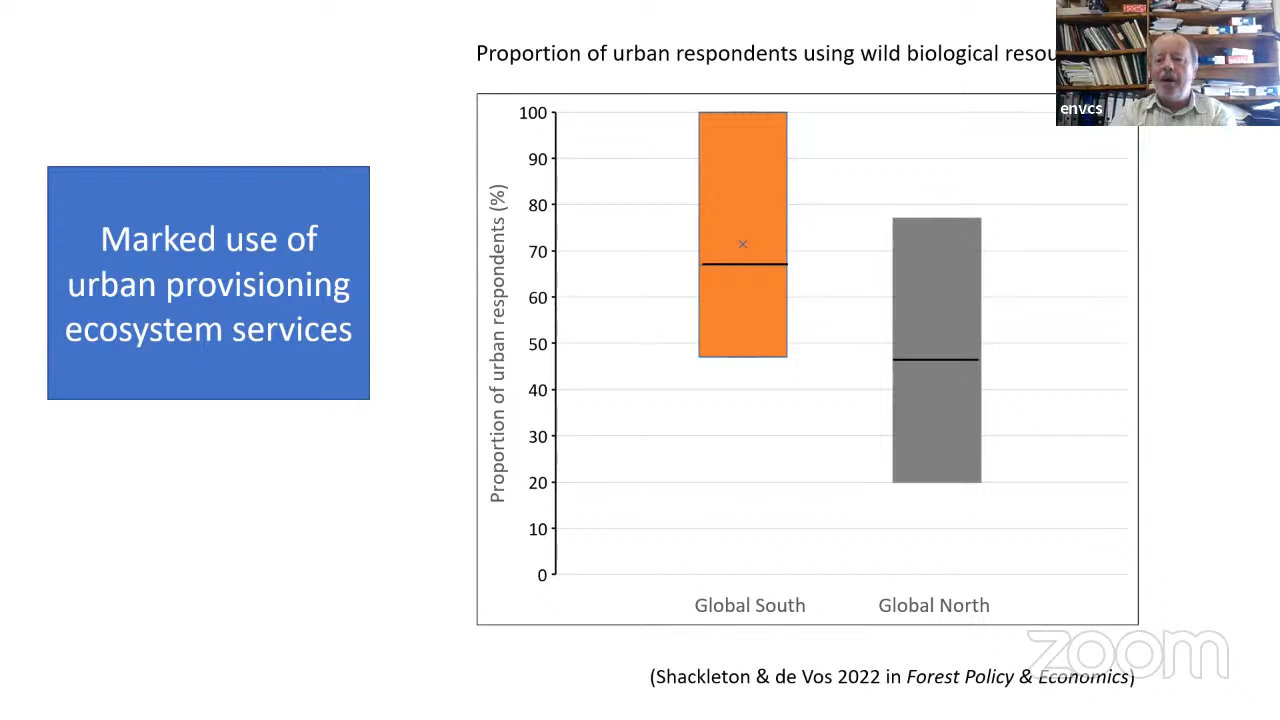 Proportion of urban respondents using wild biological
envcs
Marked use of
urban provisioning
ecosystem services
Proportion of urban respondents (%)
100
90
80
70
60
50
40
30
20
10
0
Global South
Global North
zoom
(Shackleton & de Vos 2022 in Forest Policy & Economics)